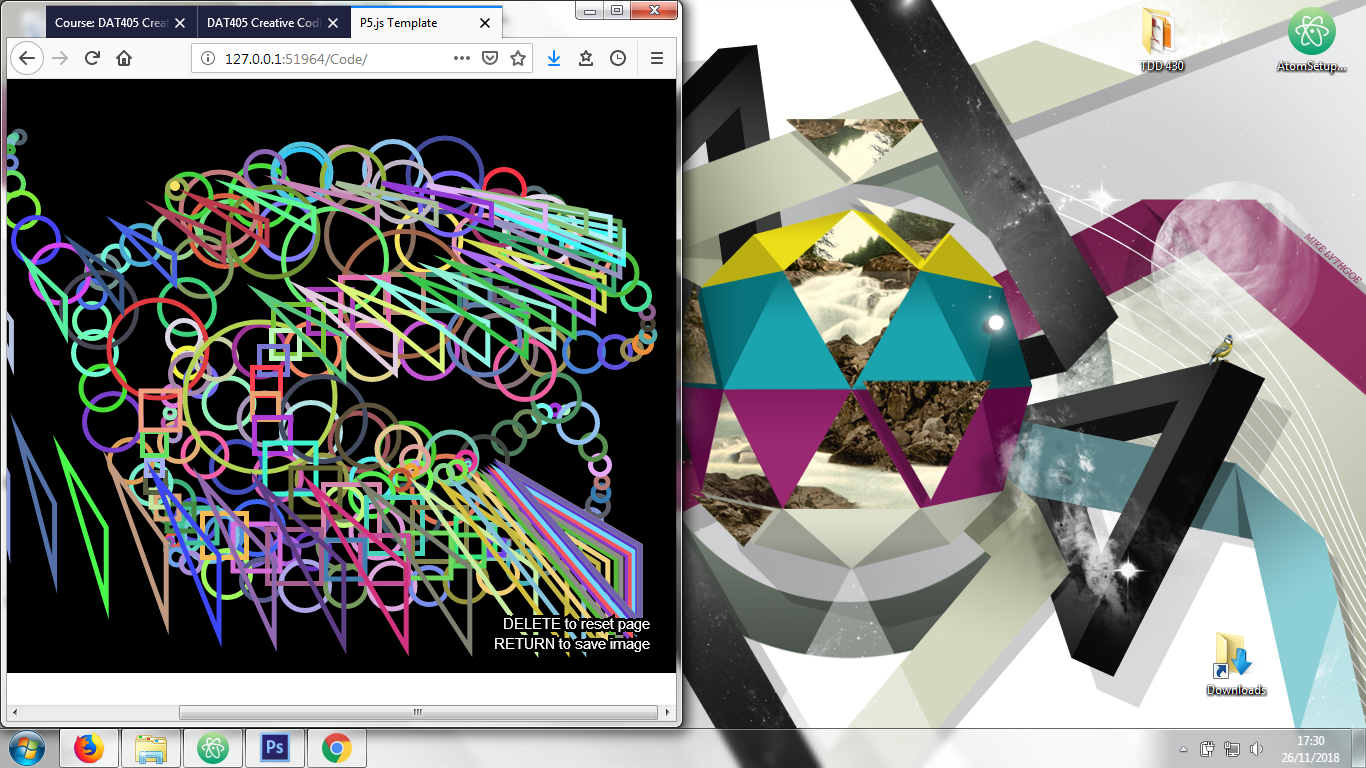 Course: DAT405 Crea
DAT405 Creative Codi
P5.js Template
127.0.0.1:51964/Code/
DELETE to reset page
RETURN to save image
TDD 430
AtomSetup...
MIKE LYTHGOE
Downloads
Ps
17:30
26/11/2018